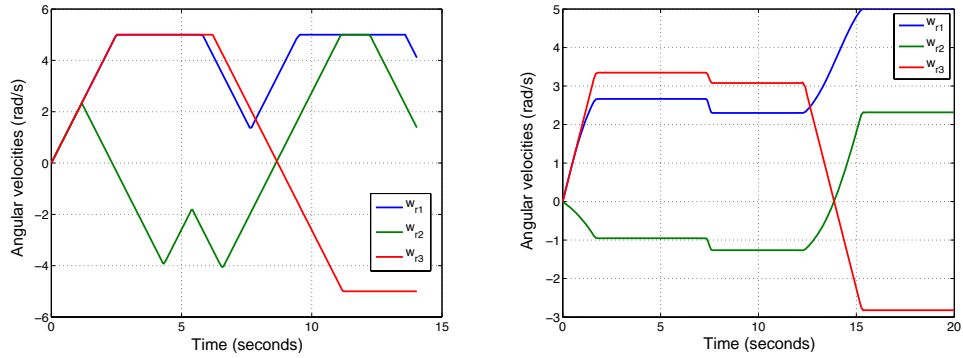 6
4
2
0
−2
−4
−6
0
5
10
15
Angular velocities (rad/s)
Time (seconds)
w_r1
w_r2
w_r3
5
4
3
2
1
0
−1
−2
−3
0
5
10
15
20
Angular velocities (rad/s)
Time (seconds)
w_r1
w_r2
w_r3